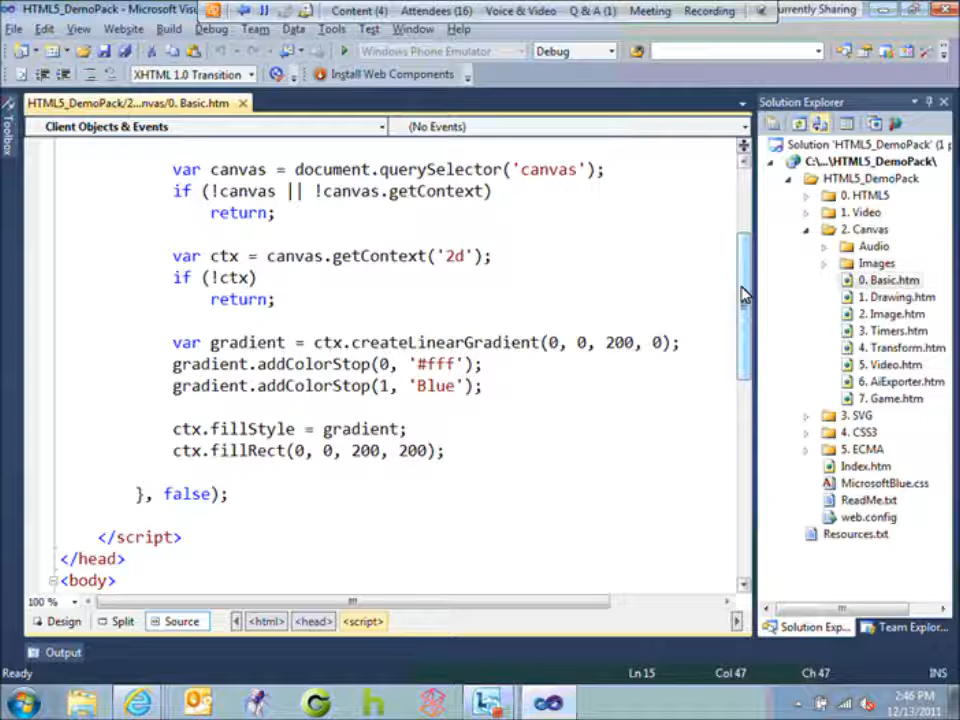 HTML5_DemoPack - Microsoft Visu
Content (4) Attendees (16) Voice & Video Q & A (1) Meeting Recording
urrently Sharing
File Edit View Website Build Debug Team Data Tools Test Window Help
Windows Phone Emulator Debug
XHTML 1.0 Transition Install Web Components
Toolbox
HTML5_DemoPack/2...nvas/0. Basic.htm
Client Objects & Events (No Events)
var canvas = document.querySelector('canvas');
if (!canvas || !canvas.getContext)
return;
var ctx = canvas.getContext('2d');
if (!ctx)
return;
var gradient = ctx.createLinearGradient(0, 0, 200, 0);
gradient.addColorStop(0, '#fff');
gradient.addColorStop(1, 'Blue');
ctx.fillStyle = gradient;
ctx.fillRect(0, 0, 200, 200);
}, false);
</script>
</head>
<body>
100 %
Design Split Source <html> <head> <script>
Solution Explorer
Solution 'HTML5_DemoPack' (1 p
C:\...\HTML5_DemoPack\
HTML5_DemoPack
0. HTML5
1. Video
2. Canvas
Audio
Images
0. Basic.htm
1. Drawing.htm
2. Image.htm
3. Timers.htm
4. Transform.htm
5. Video.htm
6. AiExporter.htm
7. Game.htm
3. SVG
4. CSS3
5. ECMA
Index.htm
MicrosoftBlue.css
ReadMe.txt
web.config
Resources.txt
Solution Exp... Team Explor...
Output
Ready Ln 15 Col 47 Ch 47 INS
2:46 PM
12/13/2011